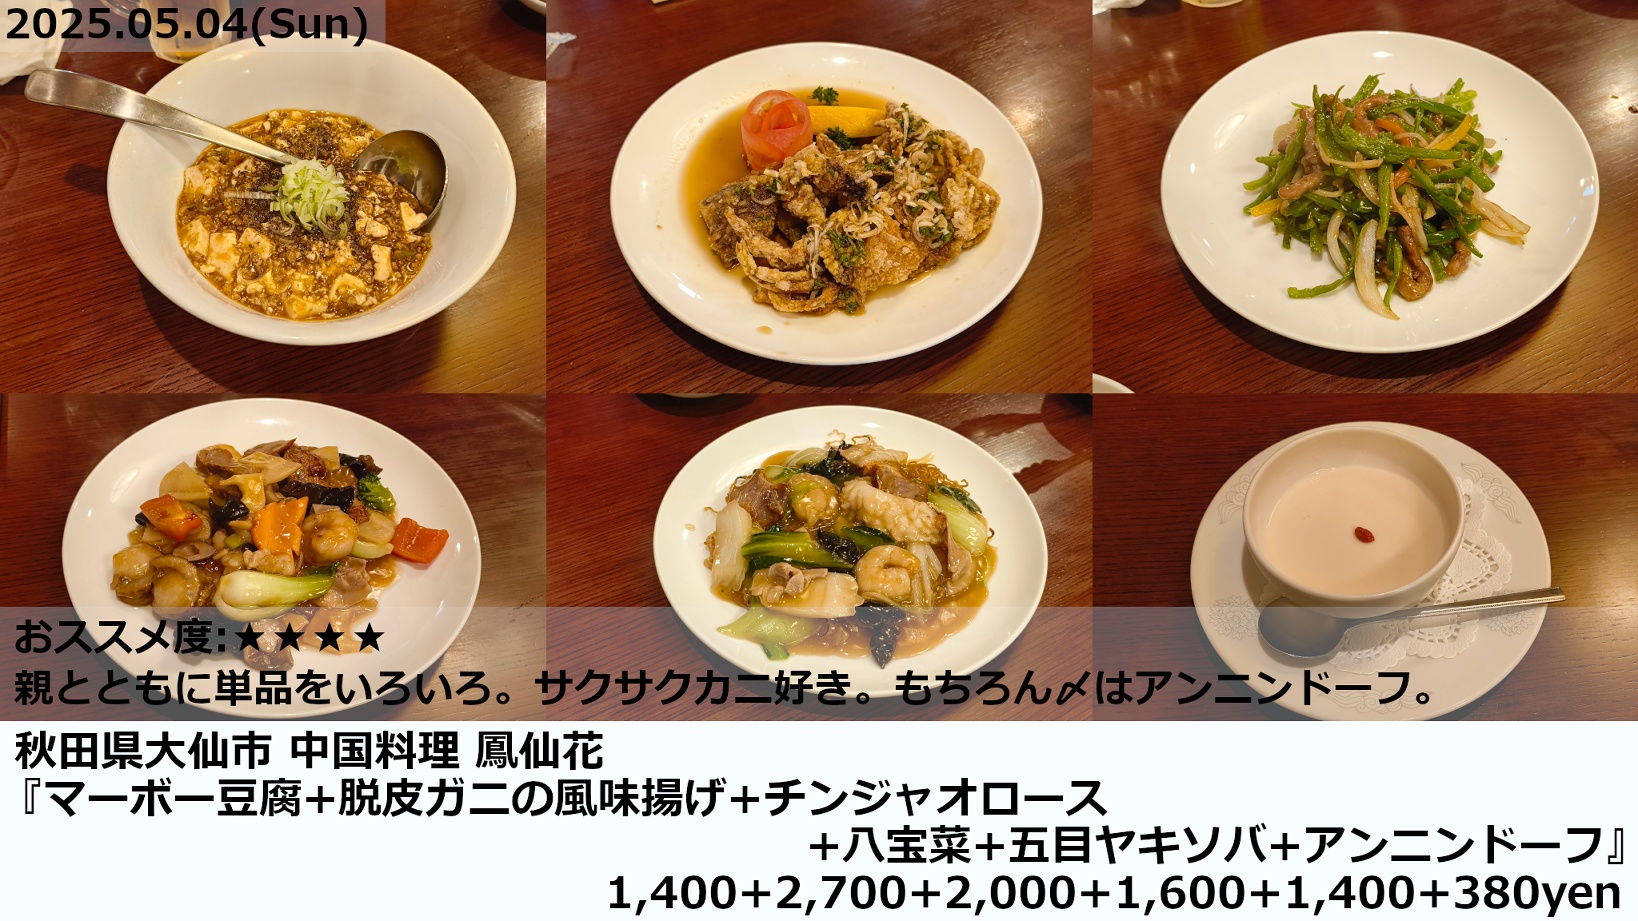 2025.05.04(Sun)
おススメ度:★★★★
親とともに単品をいろいろ。サクサクカニ好き。もちろん〆はアンニンドーフ。
秋田県大仙市 中国料理 鳳仙花
『マーボー豆腐+脱皮ガニの風味揚げ+チンジャオロース
+八宝菜+五目ヤキソバ+アンニンドーフ』
1,400+2,700+2,000+1,600+1,400+380yen